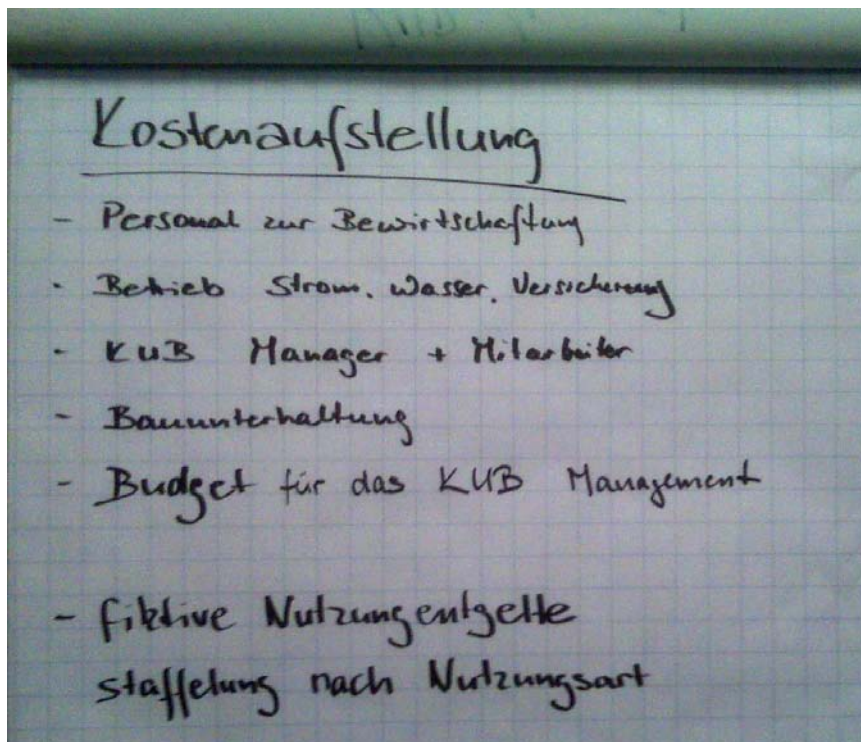 Kostenaufstellung
- Personal zur Bewirtschaftung
- Betrieb Strom, Wasser, Versicherung
- KUB Manager + Mitarbeiter
- Bauunterhaltung
- Budget für das KUB Management
- fiktive Nutzungentgelte
staffelung nach Nutzungsart